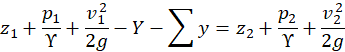 z₁ + p₁/ϒ + v₁²/2g − Y − ∑ y = z₂ + p₂/ϒ + v₂²/2g